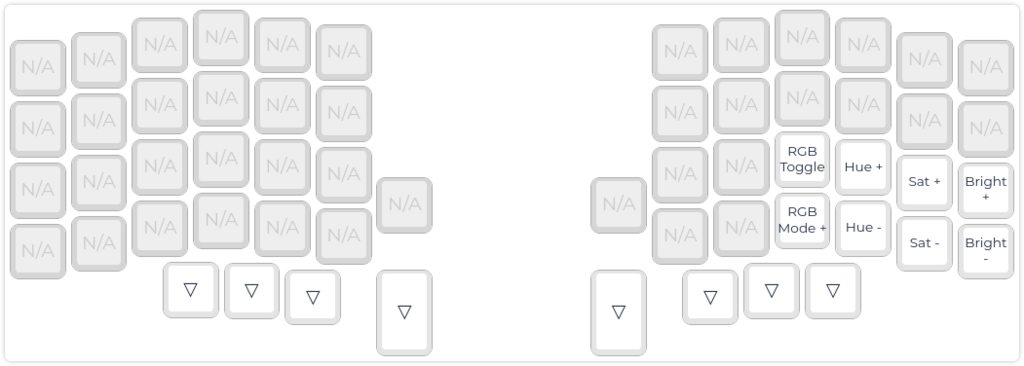 N/A N/A N/A N/A N/A N/A N/A N/A N/A N/A N/A N/A
N/A N/A N/A N/A N/A N/A N/A N/A N/A N/A N/A N/A
N/A N/A N/A N/A N/A N/A N/A N/A RGB Toggle Hue + Sat + Bright +
N/A N/A
N/A N/A N/A N/A N/A N/A N/A N/A RGB Mode + Hue - Sat - Bright -
▽ ▽ ▽ ▽ ▽ ▽ ▽ ▽